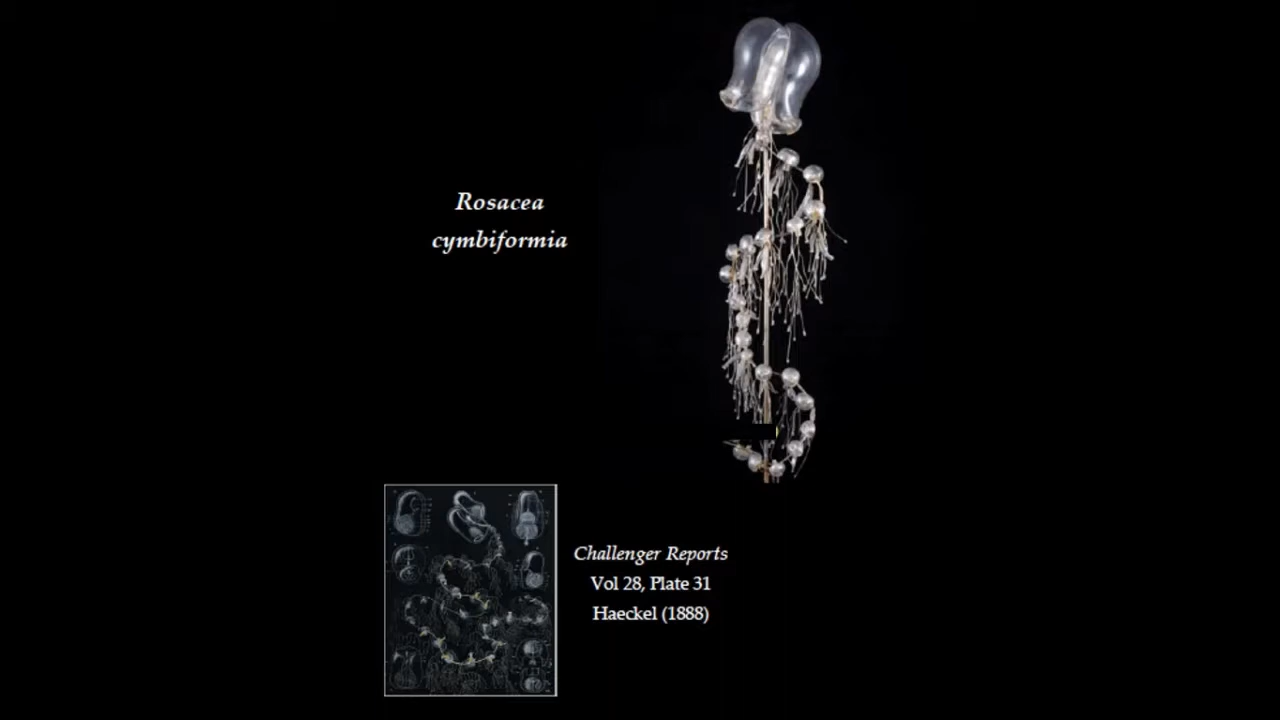 Rosacea
cymbiformia
Challenger Reports
Vol 28, Plate 31
Haeckel (1888)